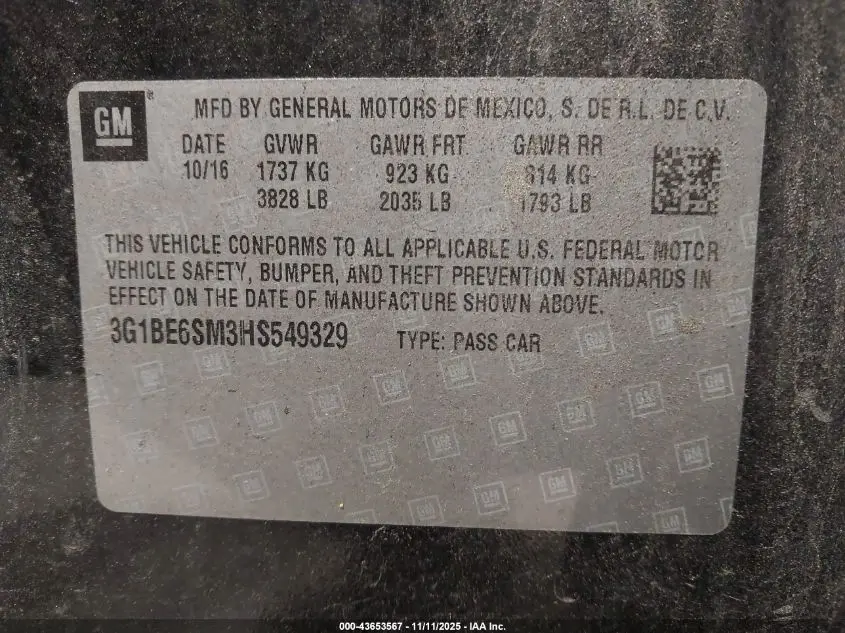 GM
MFD BY GENERAL MOTORS DE MEXICO, S. DE R.L. DE C.V.
DATE GVWR GAWR FRT GAWR RR
10/16 1737 KG 923 KG 814 KG
3828 LB 2035 LB 1793 LB
THIS VEHICLE CONFORMS TO ALL APPLICABLE U.S. FEDERAL MOTOR
VEHICLE SAFETY, BUMPER, AND THEFT PREVENTION STANDARDS IN
EFFECT ON THE DATE OF MANUFACTURE SHOWN ABOVE.
3G1BE6SM3HS549329 TYPE: PASS CAR
000-43653567 - 11/11/2025 - IAA Inc.